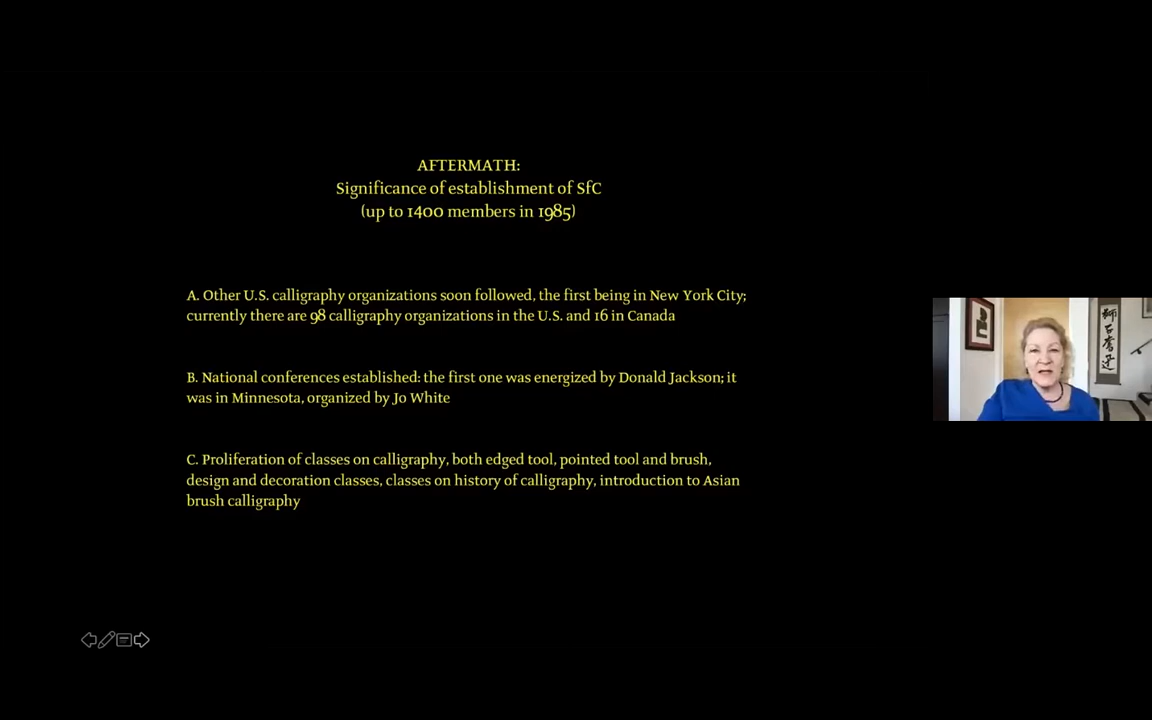 AFTERMATH:
Significance of establishment of SfC
(up to 1400 members in 1985)
A. Other U.S. calligraphy organizations soon followed, the first being in New York City;
currently there are 98 calligraphy organizations in the U.S. and 16 in Canada
B. National conferences established: the first one was energized by Donald Jackson; it
was in Minnesota, organized by Jo White
C. Proliferation of classes on calligraphy, both edged tool, pointed tool and brush,
design and decoration classes, classes on history of calligraphy, introduction to Asian
brush calligraphy